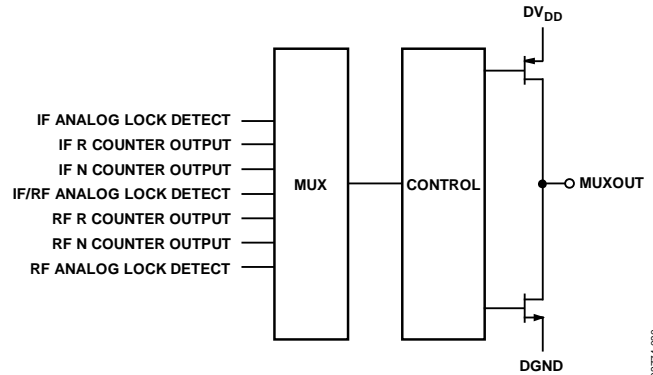 DVDD
IF ANALOG LOCK DETECT
IF R COUNTER OUTPUT
IF N COUNTER OUTPUT
IF/RF ANALOG LOCK DETECT
RF R COUNTER OUTPUT
RF N COUNTER OUTPUT
RF ANALOG LOCK DETECT
MUX
CONTROL
MUXOUT
DGND